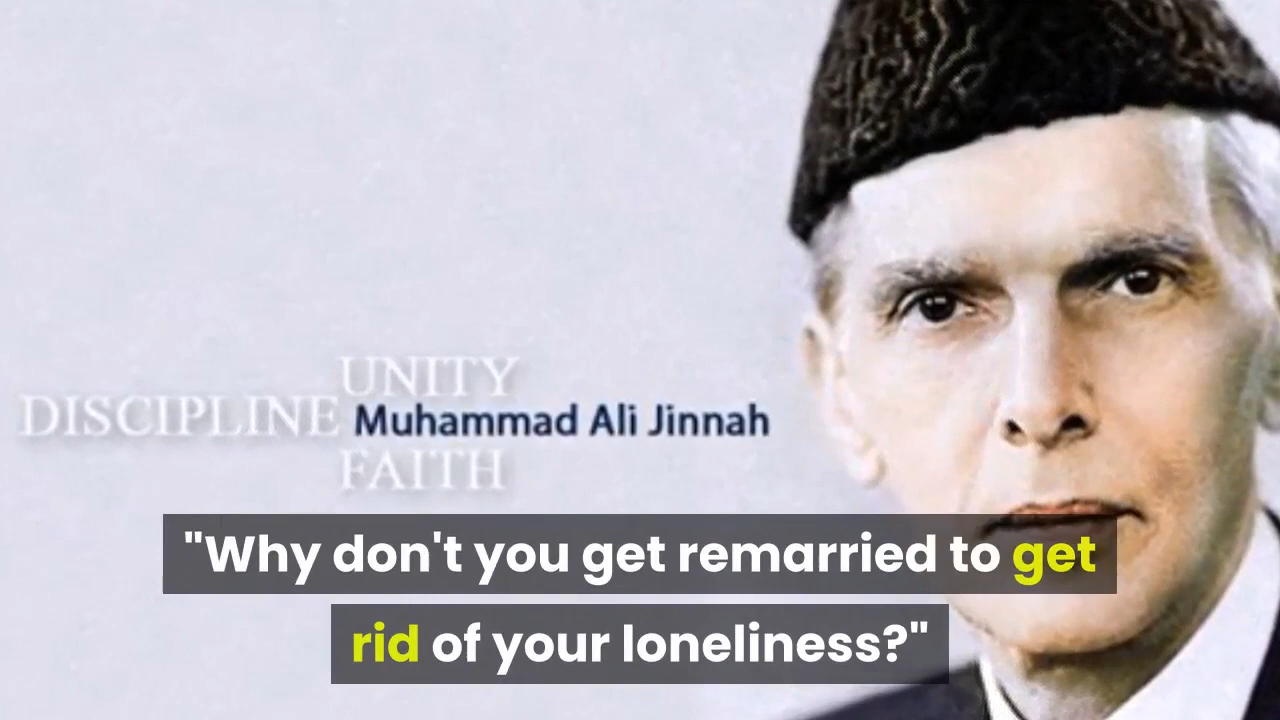 UNITY
DISCIPLINE Muhammad Ali Jinnah
FAITH
"Why don't you get remarried to get
rid of your loneliness?"